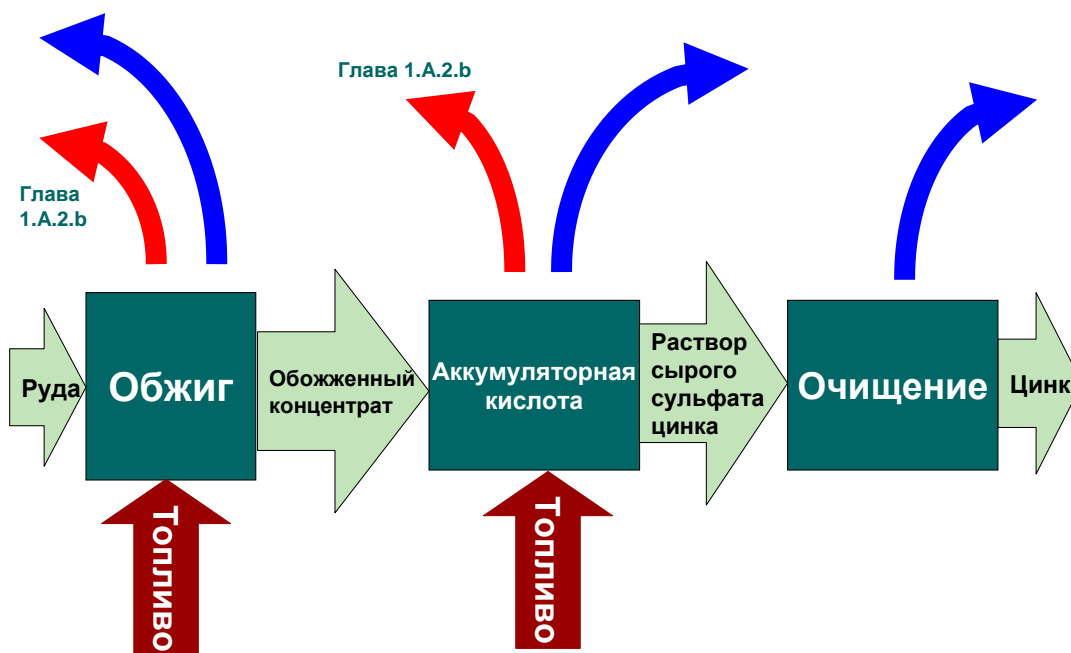 Глава 1.А.2.b
Глава
1.А.2.b
Руда
Обжиг
Обожженный
концентрат
Аккумуляторная
кислота
Раствор
сырого
сульфата
цинка
Очищение
Цинк
Топливо
Топливо